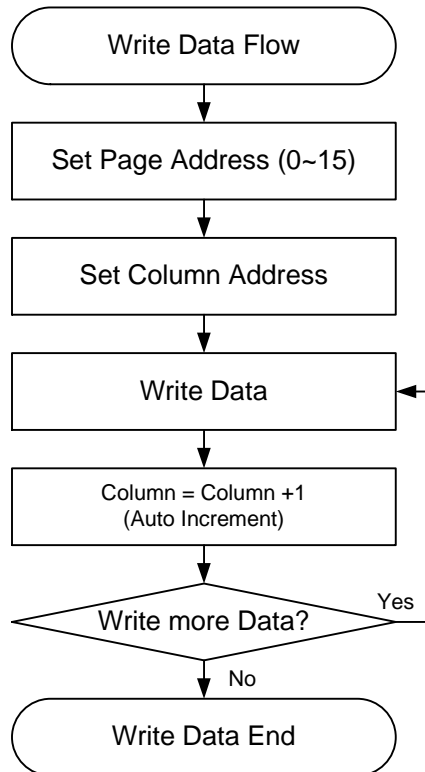 Write Data Flow
Set Page Address (0~15)
Set Column Address
Write Data
Column = Column +1
(Auto Increment)
Write more Data?
Yes
No
Write Data End